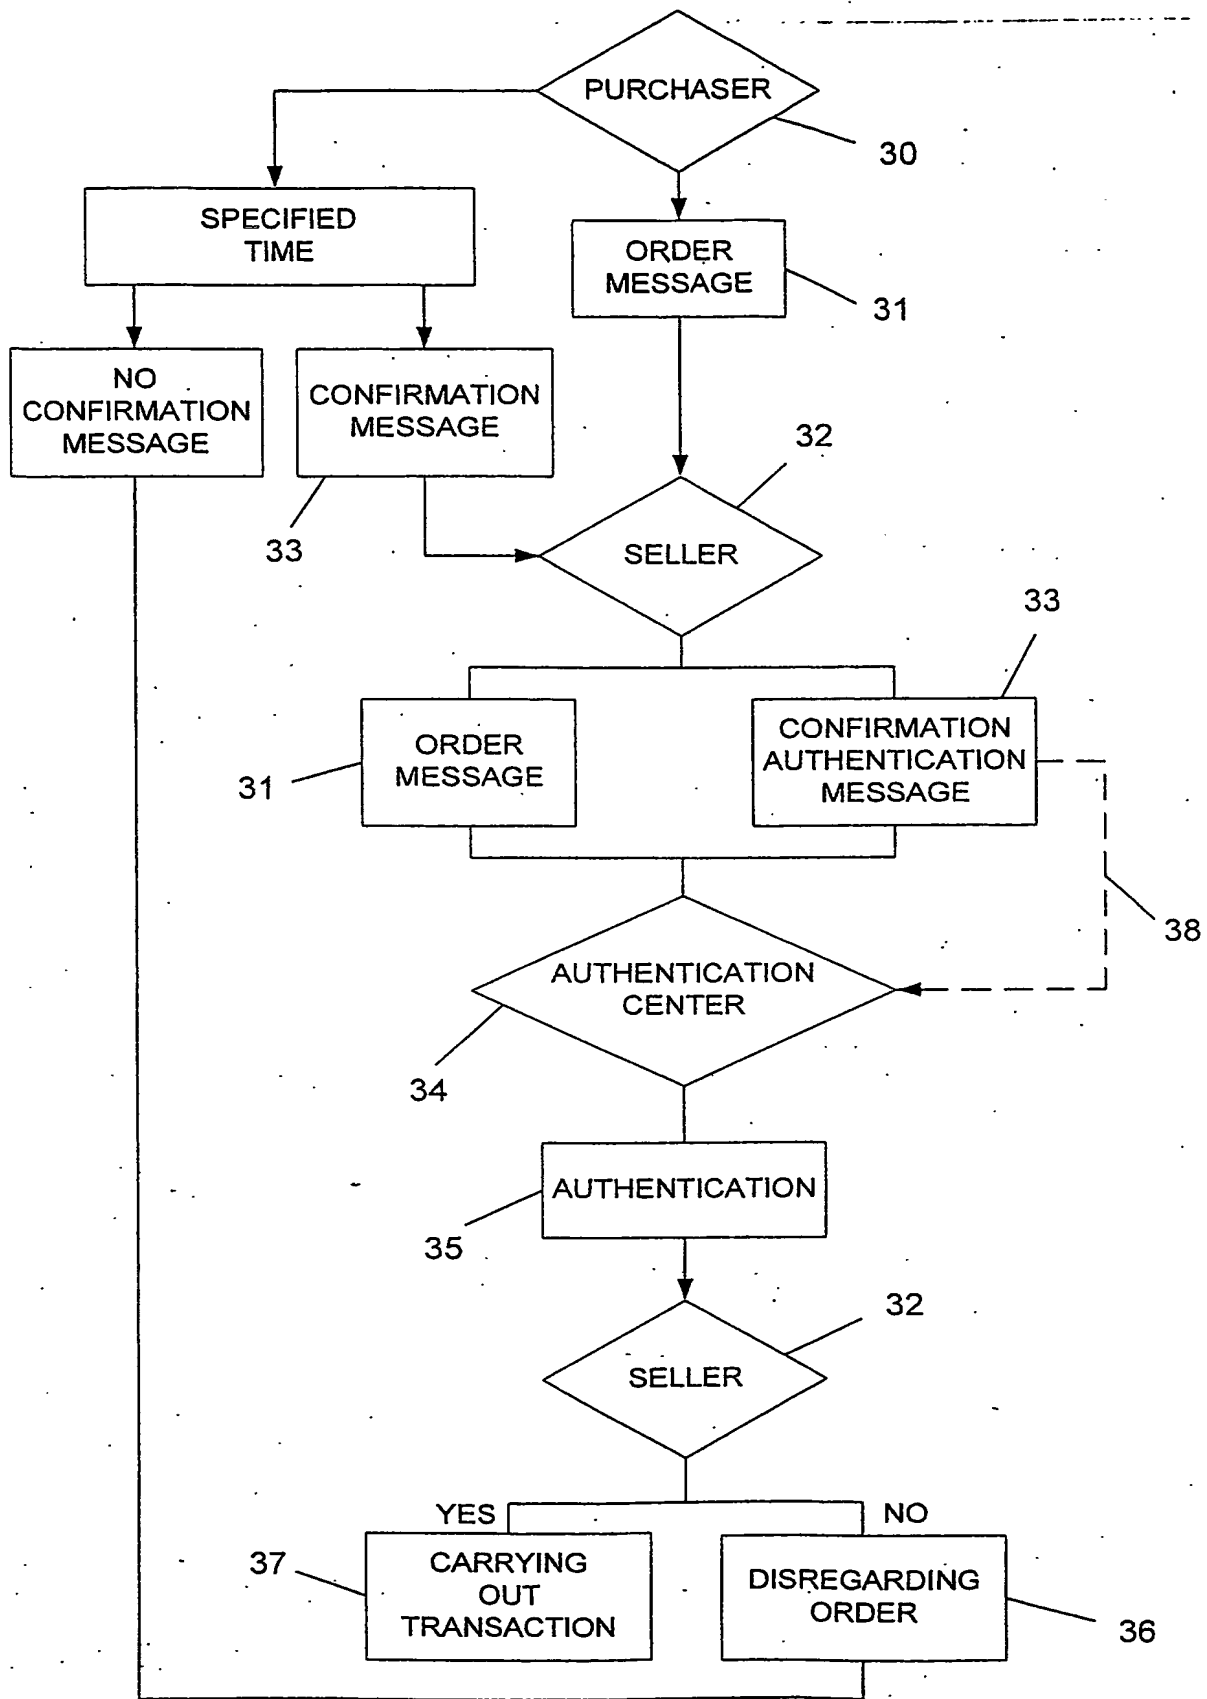 PURCHASER
30
SPECIFIED
TIME
ORDER
MESSAGE
31
NO
CONFIRMATION
MESSAGE
CONFIRMATION
MESSAGE
33
32
SELLER
33
ORDER
MESSAGE
31
CONFIRMATION
AUTHENTICATION
MESSAGE
38
AUTHENTICATION
CENTER
34
AUTHENTICATION
35
32
SELLER
YES
NO
37
CARRYING
OUT
TRANSACTION
DISREGARDING
ORDER
36